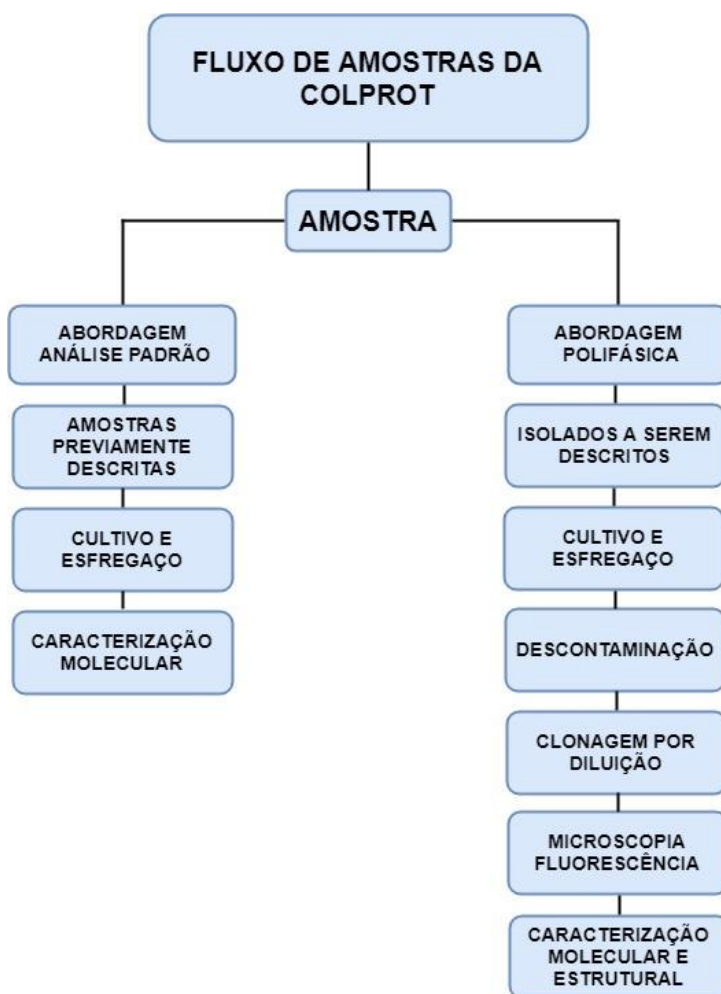 FLUXO DE AMOSTRAS DA
COLPROT
AMOSTRA
ABORDAGEM
ANÁLISE PADRÃO
AMOSTRAS
PREVIAMENTE
DESCRITAS
CULTIVO E
ESFREGAÇO
CARACTERIZAÇÃO
MOLECULAR
ABORDAGEM
POLIFÁSICA
ISOLADOS A SEREM
DESCRITOS
CULTIVO E
ESFREGAÇO
DESCONTAMINAÇÃO
CLONAGEM POR
DILUIÇÃO
MICROSCOPIA
FLUORESCÊNCIA
CARACTERIZAÇÃO
MOLECULAR E
ESTRUTURAL